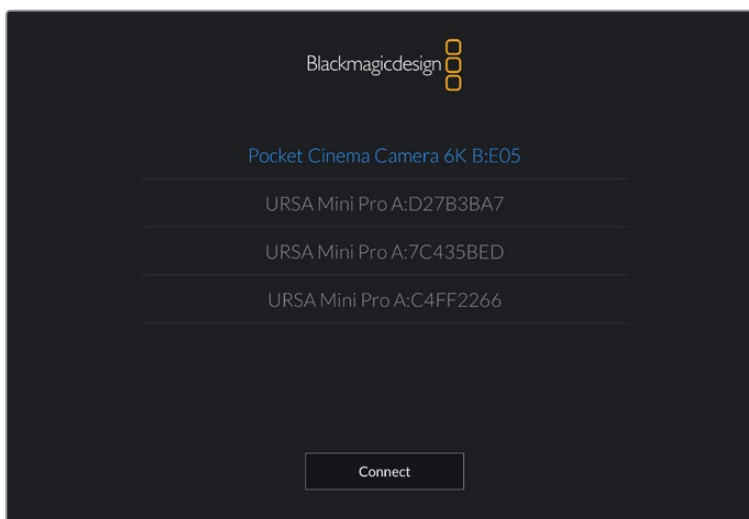 Blackmagicdesign
Pocket Cinema Camera 6K B:E05
URSA Mini Pro A:D27B3BA7
URSA Mini Pro A:7C435BED
URSA Mini Pro A:C4FF2266
Connect